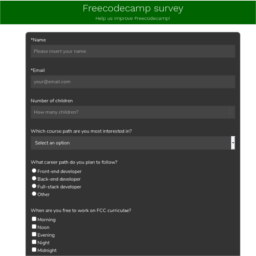 Freecodecamp survey
Help us improve Freecodecamp!
*Name
Please insert your name
*Email
your@email.com
Number of children
How many children?
Which course path are you most interested in?
Select an option
What career path do you plan to follow?
Front-end developer
Back-end developer
Full-stack developer
Other
When are you free to work on FCC curriculae?
Morning
Noon
Evening
Night
Midnight